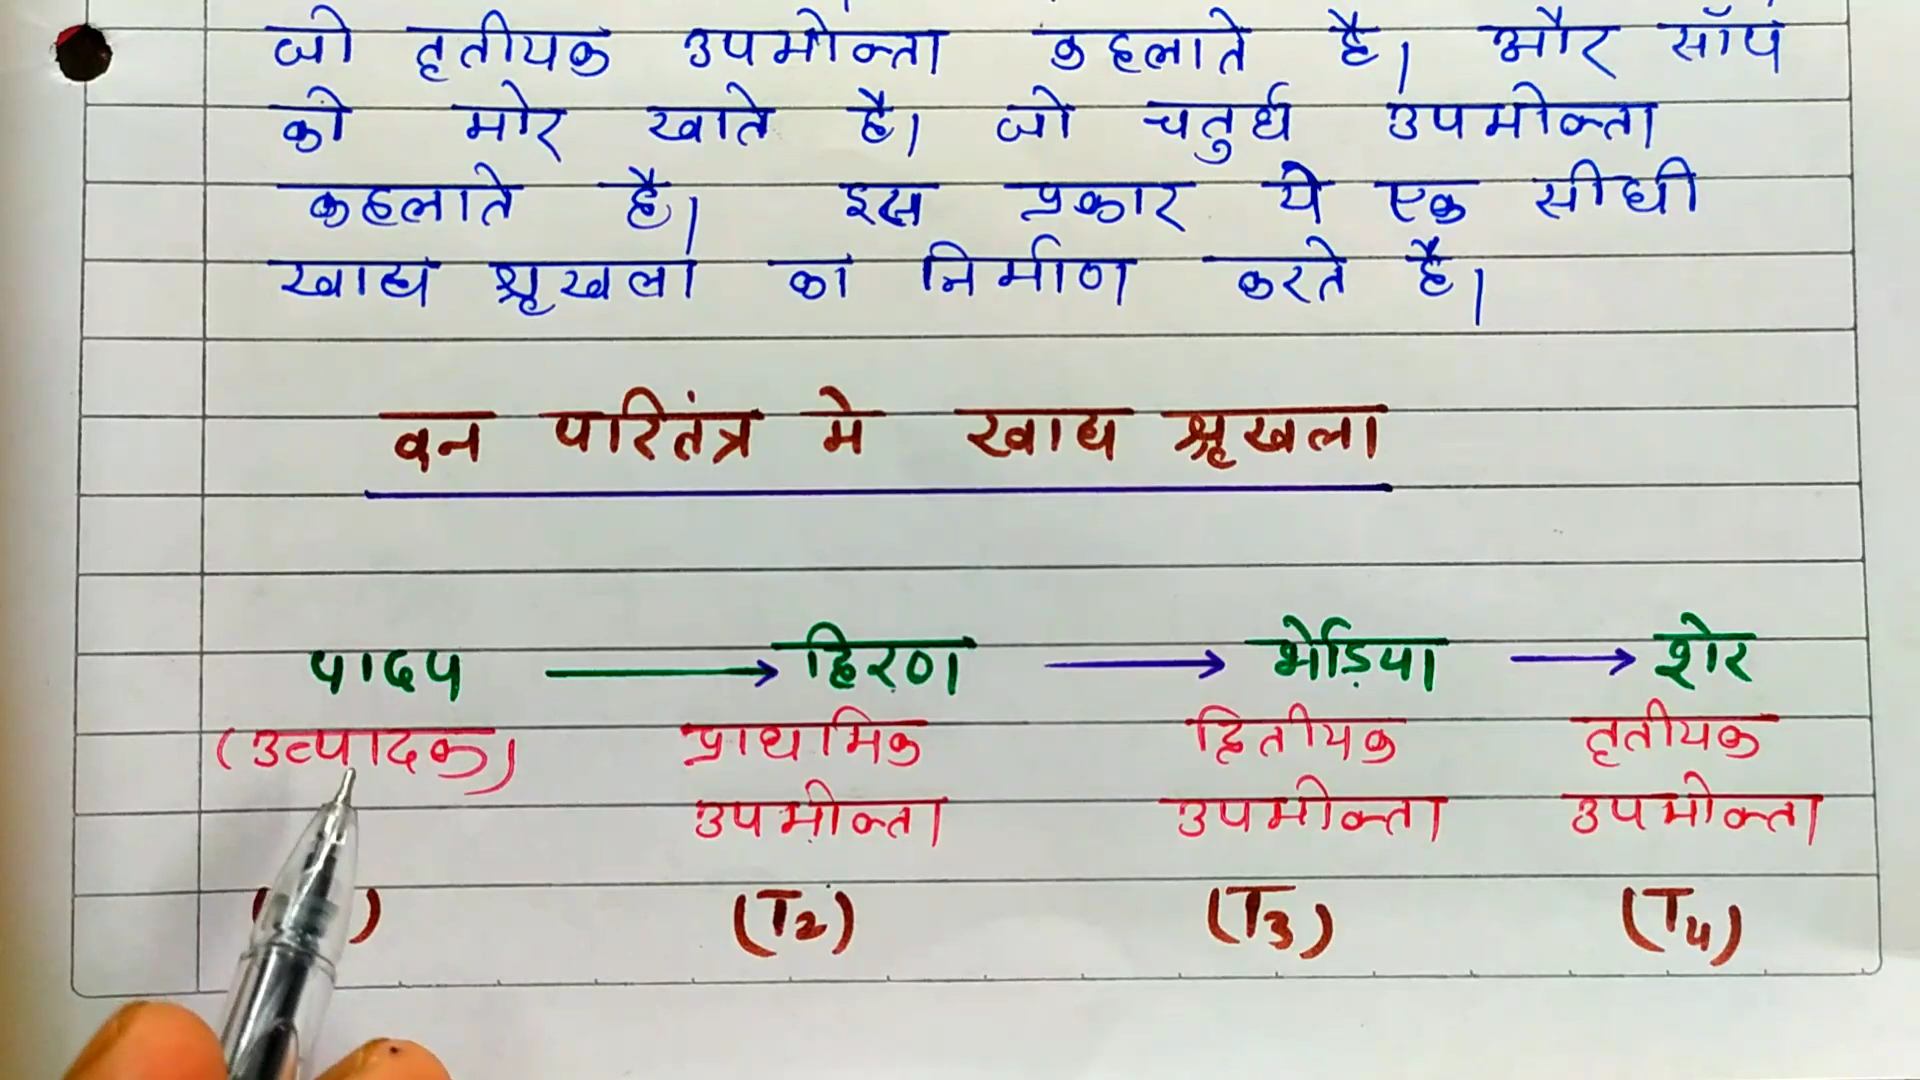 जो तृतीयक उपभोक्ता कहलाते है। और साँप
को मोर खाते है। जो चतुर्थ उपभोक्ता
कहलाते है। इस प्रकार ये एक सीधी
खाद्य श्रृखला का निर्माण करते है।
वन पारितंत्र मे खाद्य श्रृखला
पादप → हिरण → भेड़िया → शेर
(उत्पादक) प्राथमिक द्वितीयक तृतीयक
उपभोक्ता उपभोक्ता उपभोक्ता
(T2) (T3) (T4)